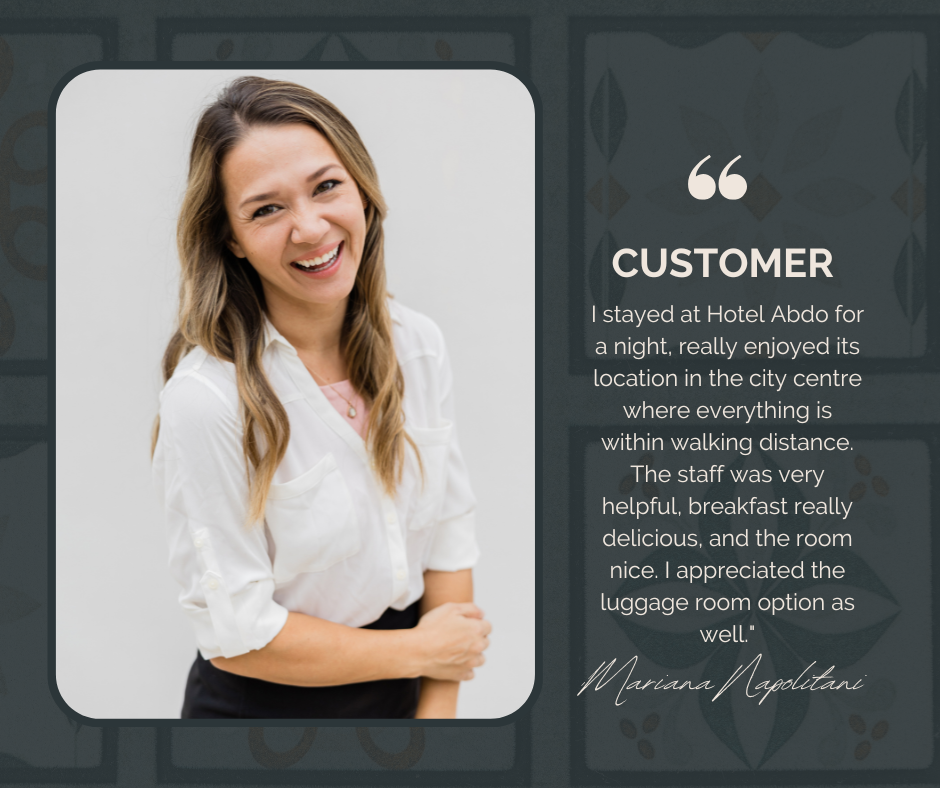 “
CUSTOMER
I stayed at Hotel Abdo for
a night, really enjoyed its
location in the city centre
where everything is
within walking distance.
The staff was very
helpful, breakfast really
delicious, and the room
nice. I appreciated the
luggage room option as
well."
Mariana Napolitani